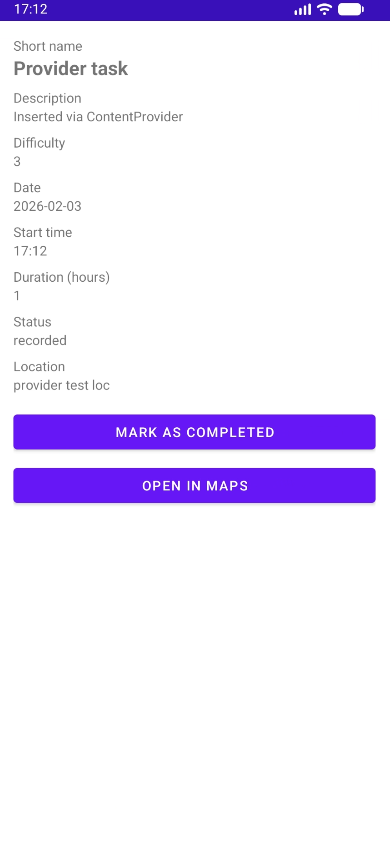 17:12
Short name
Provider task
Description
Inserted via ContentProvider
Difficulty
3
Date
2026-02-03
Start time
17:12
Duration (hours)
1
Status
recorded
Location
provider test loc
MARK AS COMPLETED
OPEN IN MAPS